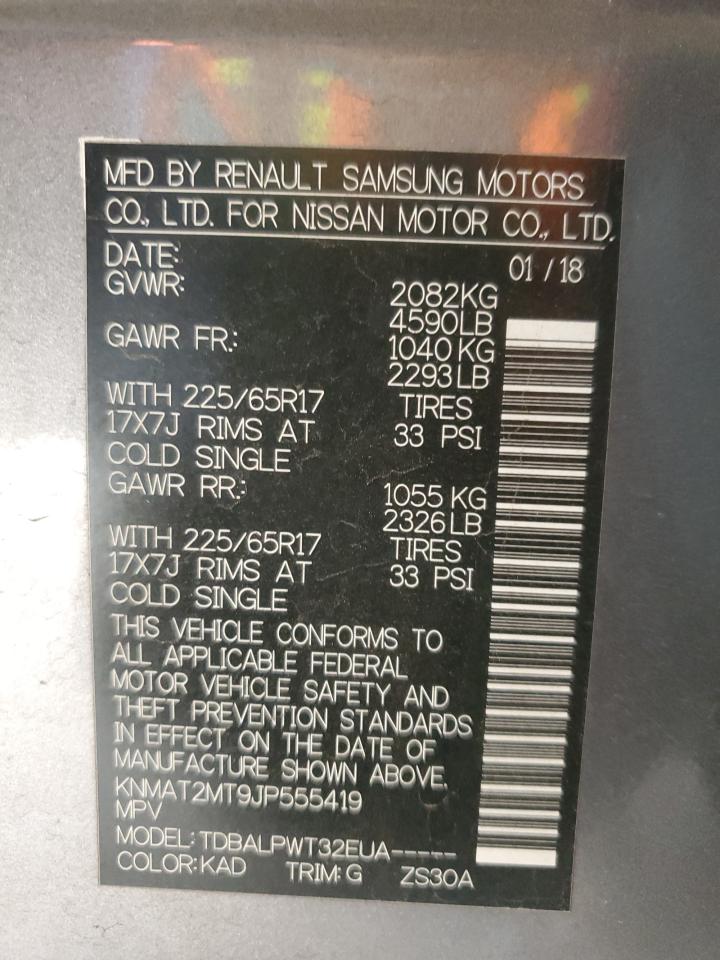 MFD BY RENAULT SAMSUNG MOTORS
CO., LTD. FOR NISSAN MOTOR CO., LTD.
DATE: 01 / 18
GVWR: 2082KG
4590LB
GAWR FR.: 1040 KG
2293 LB
WITH 225/65R17 TIRES
17X7J RIMS AT 33 PSI
COLD SINGLE
GAWR RR.: 1055 KG
2326 LB
WITH 225/65R17 TIRES
17X7J RIMS AT 33 PSI
COLD SINGLE
THIS VEHICLE CONFORMS TO
ALL APPLICABLE FEDERAL
MOTOR VEHICLE SAFETY AND
THEFT PREVENTION STANDARDS
IN EFFECT ON THE DATE OF
MANUFACTURE SHOWN ABOVE.
KNMAT2MT9JP555419
MPV
MODEL: TDBALPWT32EUA-----
COLOR: KAD TRIM: G ZS30A